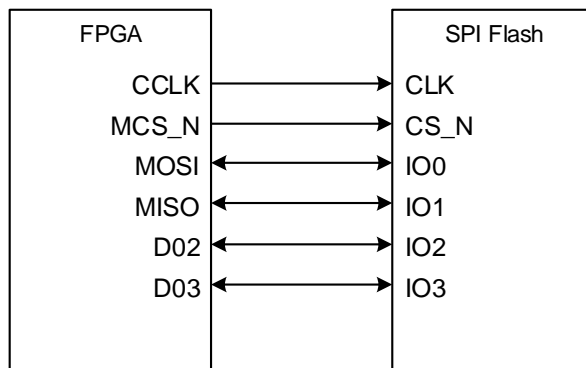 FPGA SPI Flash
CCLK CLK
MCS_N CS_N
MOSI IO0
MISO IO1
D02 IO2
D03 IO3